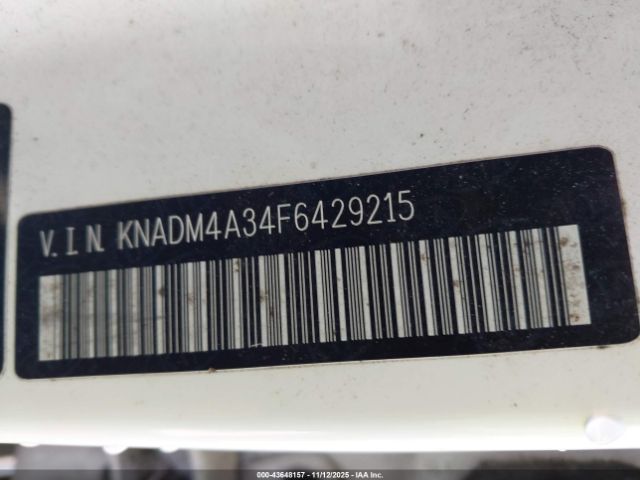 V.I.N. KNADM4A34F6429215
000-43648157 - 11/12/2025 - IAA Inc.